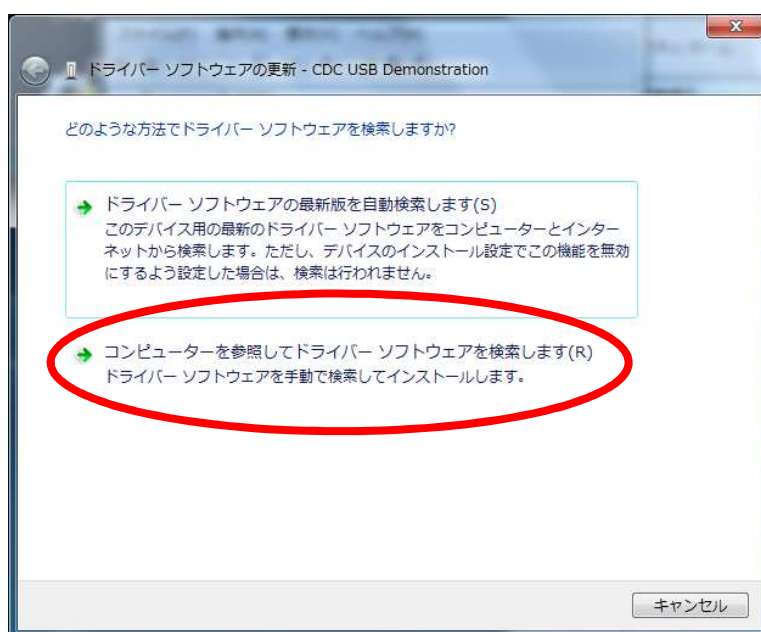 ドライバー ソフトウェアの更新 - CDC USB Demonstration
どのような方法でドライバー ソフトウェアを検索しますか?
ドライバー ソフトウェアの最新版を自動検索します(S)
このデバイス用の最新のドライバー ソフトウェアをコンピューターとインター
ネットから検索します。ただし、デバイスのインストール設定でこの機能を無効
にするよう設定した場合は、検索は行われません。
コンピューターを参照してドライバー ソフトウェアを検索します(R)
ドライバー ソフトウェアを手動で検索してインストールします。
キャンセル